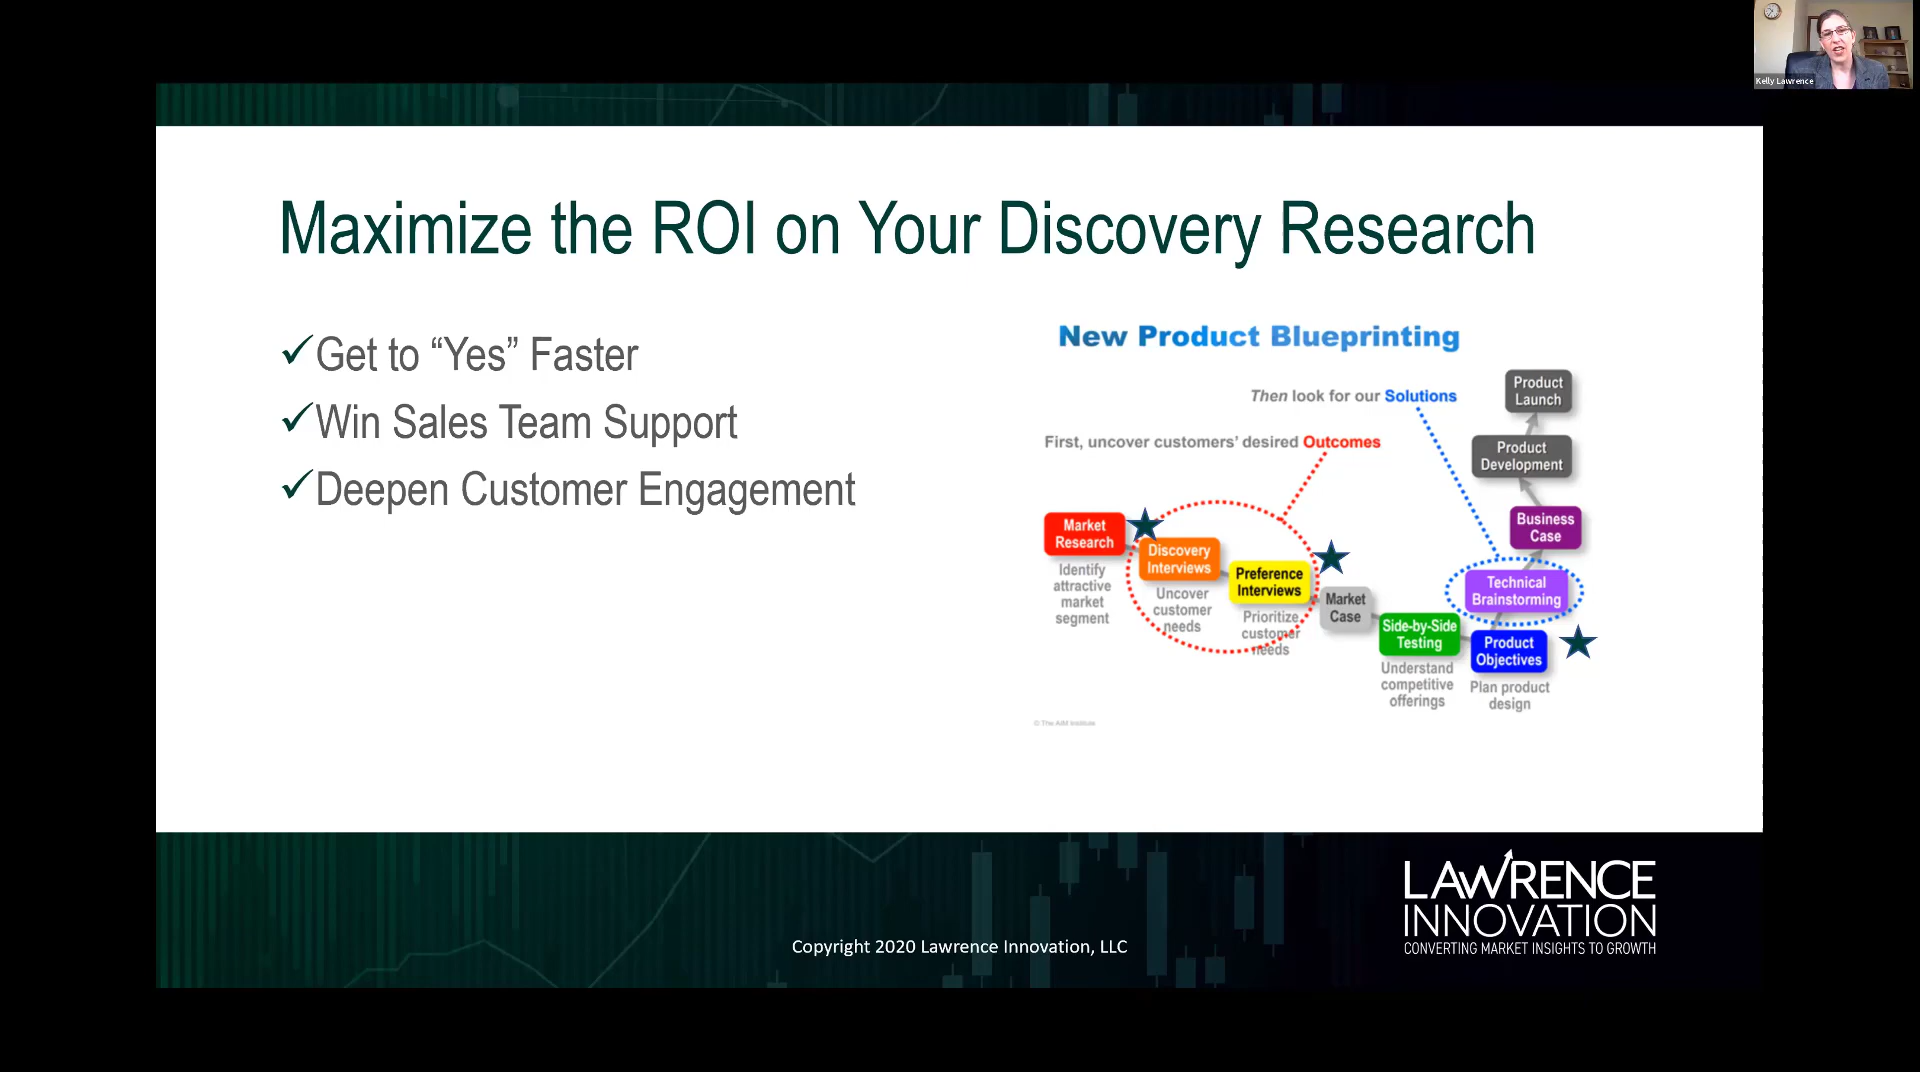 Kelly Lawrence
Maximize the ROI on Your Discovery Research
✓Get to “Yes” Faster
✓Win Sales Team Support
✓Deepen Customer Engagement
New Product Blueprinting
Then look for our Solutions
First, uncover customers’ desired Outcomes
Market
Research
Identify
attractive
market
segment
Discovery
Interviews
Uncover
customer
needs
Preference
Interviews
Prioritize
customer
needs
Market
Case
Side-by-Side
Testing
Understand
competitive
offerings
Product
Objectives
Plan product
design
Technical
Brainstorming
Business
Case
Product
Development
Product
Launch
© The AIM Institute
Copyright 2020 Lawrence Innovation, LLC
LAWRENCE
INNOVATION
CONVERTING MARKET INSIGHTS TO GROWTH